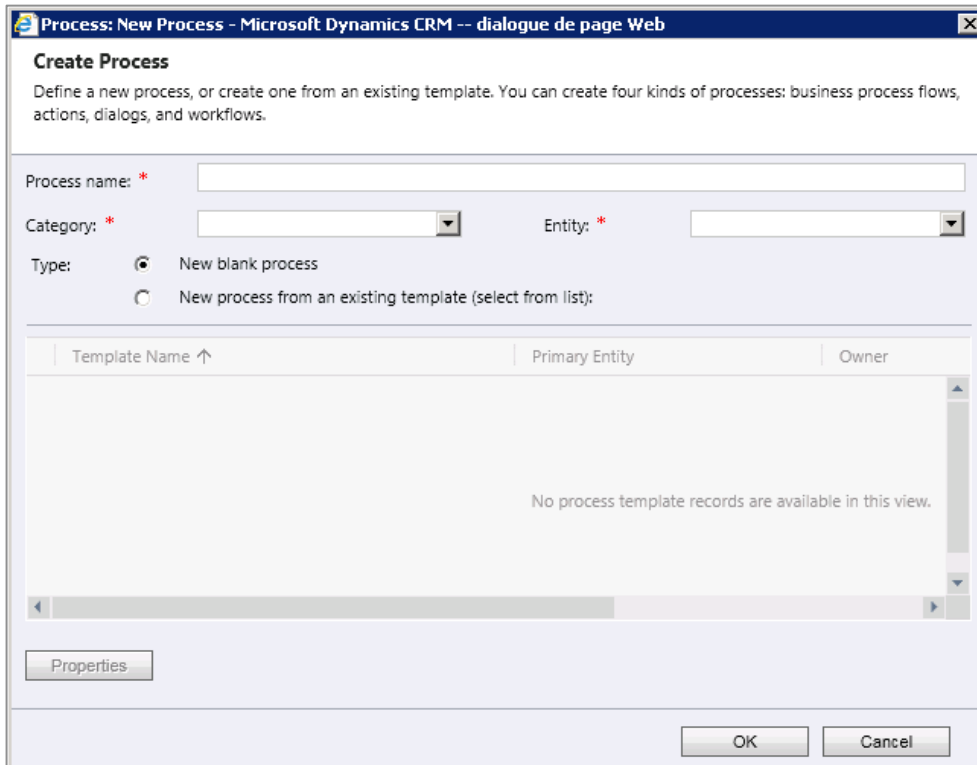 Process: New Process - Microsoft Dynamics CRM -- dialogue de page Web
Create Process
Define a new process, or create one from an existing template. You can create four kinds of processes: business process flows,
actions, dialogs, and workflows.
Process name: *
Category: * Entity: *
Type: New blank process
New process from an existing template (select from list):
Template Name ↑ Primary Entity Owner
No process template records are available in this view.
Properties
OK Cancel